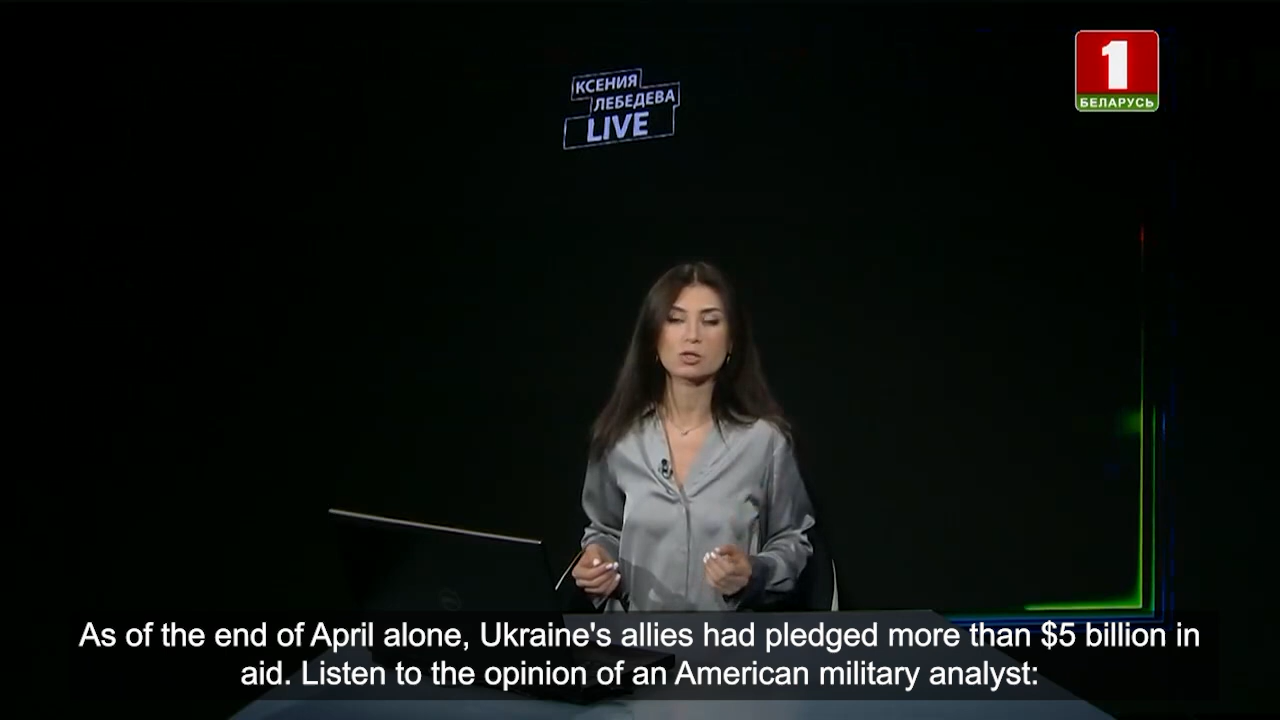 1
БЕЛАРУСЬ
КСЕНИЯ
ЛЕБЕДЕВА
LIVE
As of the end of April alone, Ukraine's allies had pledged more than $5 billion in
aid. Listen to the opinion of an American military analyst: